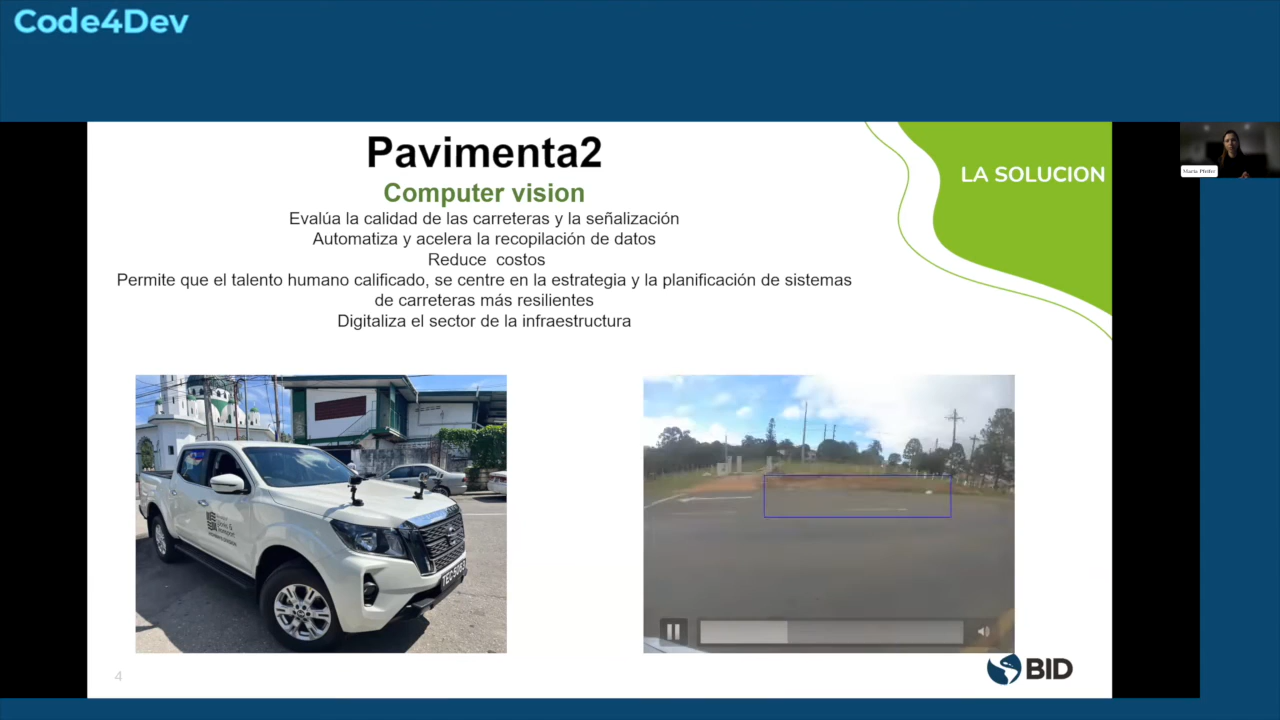 Code4Dev
Pavimenta2
LA SOLUCION
Computer vision
Evalúa la calidad de las carreteras y la señalización
Automatiza y acelera la recopilación de datos
Reduce costos
Permite que el talento humano calificado, se centre en la estrategia y la planificación de sistemas
de carreteras más resilientes
Digitaliza el sector de la infraestructura
Maria Pfeifer
4
BID